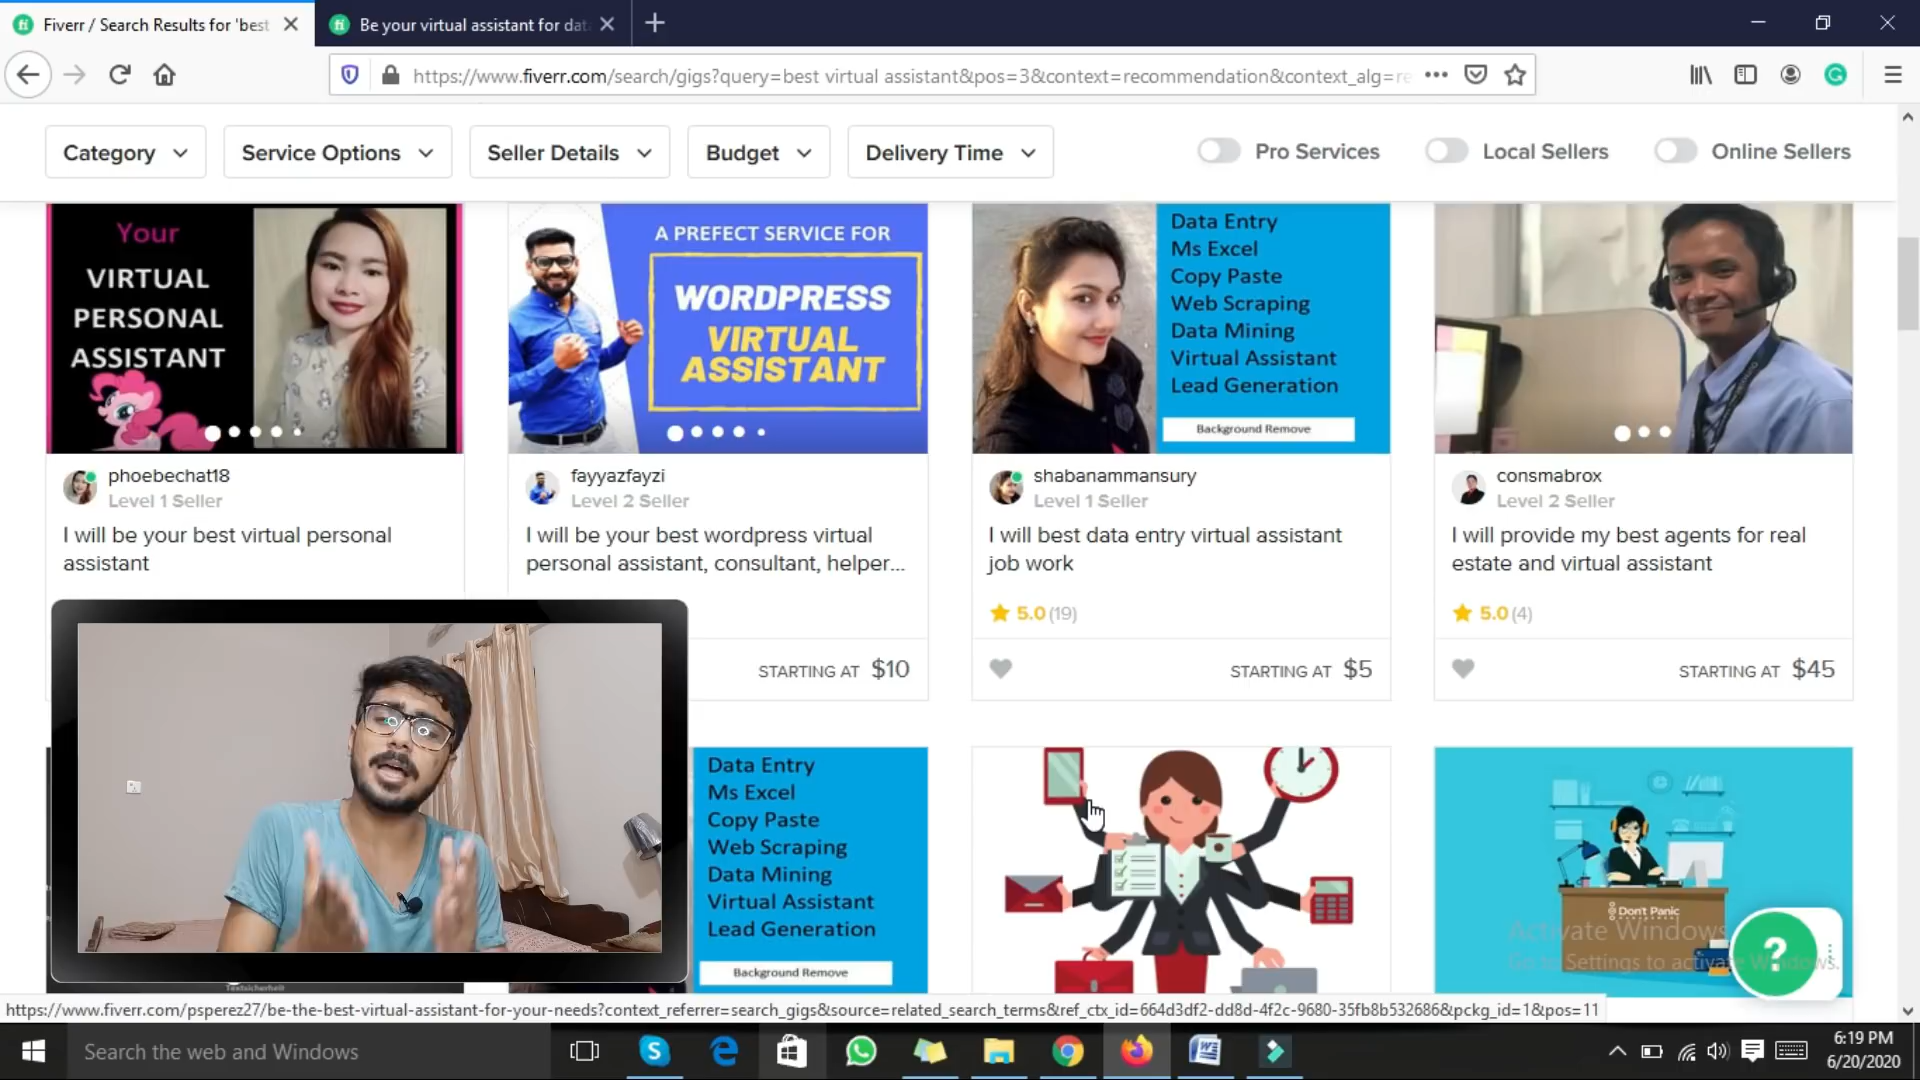 Fiverr / Search Results for 'best
Be your virtual assistant for dat
https://www.fiverr.com/search/gigs?query=best virtual assistant&pos=3&context=recommendation&context_alg=re
Category
Service Options
Seller Details
Budget
Delivery Time
Pro Services
Local Sellers
Online Sellers
Your
VIRTUAL
PERSONAL
ASSISTANT
A PREFECT SERVICE FOR
WORDPRESS
VIRTUAL
ASSISTANT
Data Entry
Ms Excel
Copy Paste
Web Scraping
Data Mining
Virtual Assistant
Lead Generation
Background Remove
phoebechat18
Level 1 Seller
I will be your best virtual personal
assistant
fayyazfayzi
Level 2 Seller
I will be your best wordpress virtual
personal assistant, consultant, helper...
STARTING AT $10
shabanammansury
Level 1 Seller
I will best data entry virtual assistant
job work
5.0 (19)
STARTING AT $5
consmabrox
Level 2 Seller
I will provide my best agents for real
estate and virtual assistant
5.0 (4)
STARTING AT $45
Data Entry
Ms Excel
Copy Paste
Web Scraping
Data Mining
Virtual Assistant
Lead Generation
Background Remove
Don't Panic
Activate Windows
Go to Settings to activate Windows.
?
Textsicherheit
https://www.fiverr.com/psperez27/be-the-best-virtual-assistant-for-your-needs?context_referrer=search_gigs&source=related_search_terms&ref_ctx_id=664d3df2-dd8d-4f2c-9680-35fb8b532686&pckg_id=1&pos=11
Search the web and Windows
6:19 PM
6/20/2020